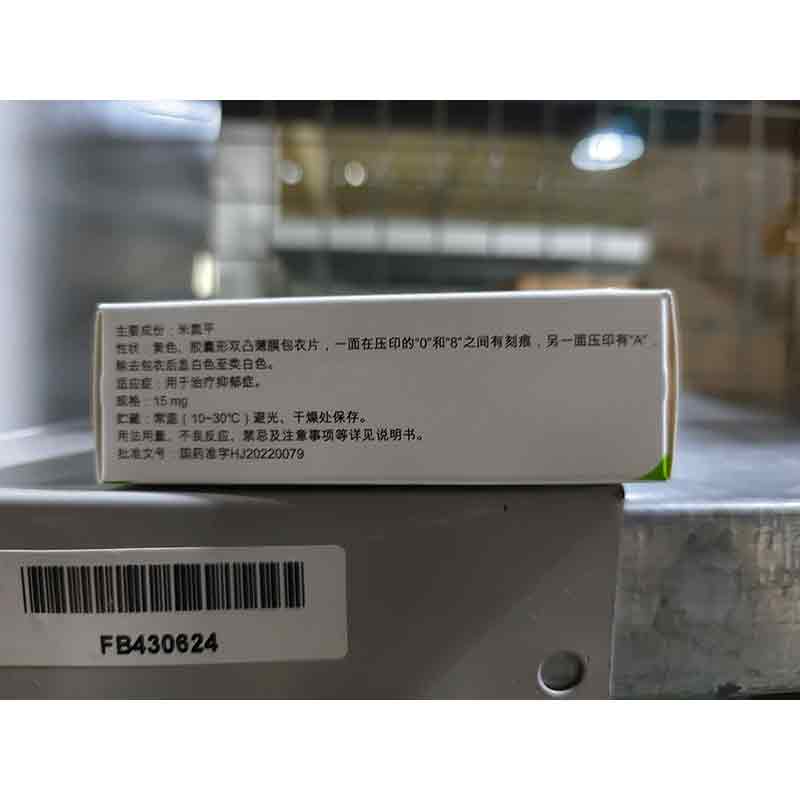 主要成份：米氮平
性状：黄色、胶囊形双凸薄膜包衣片，一面在压印的"0"和"8"之间有刻痕，另一面压印有"A"，
除去包衣后显白色至类白色。
适应症：用于治疗抑郁症。
规格：15 mg
贮藏：常温（10~30℃）避光、干燥处保存。
用法用量、不良反应、禁忌及注意事项等详见说明书。
批准文号：国药准字HJ20220079
FB430624